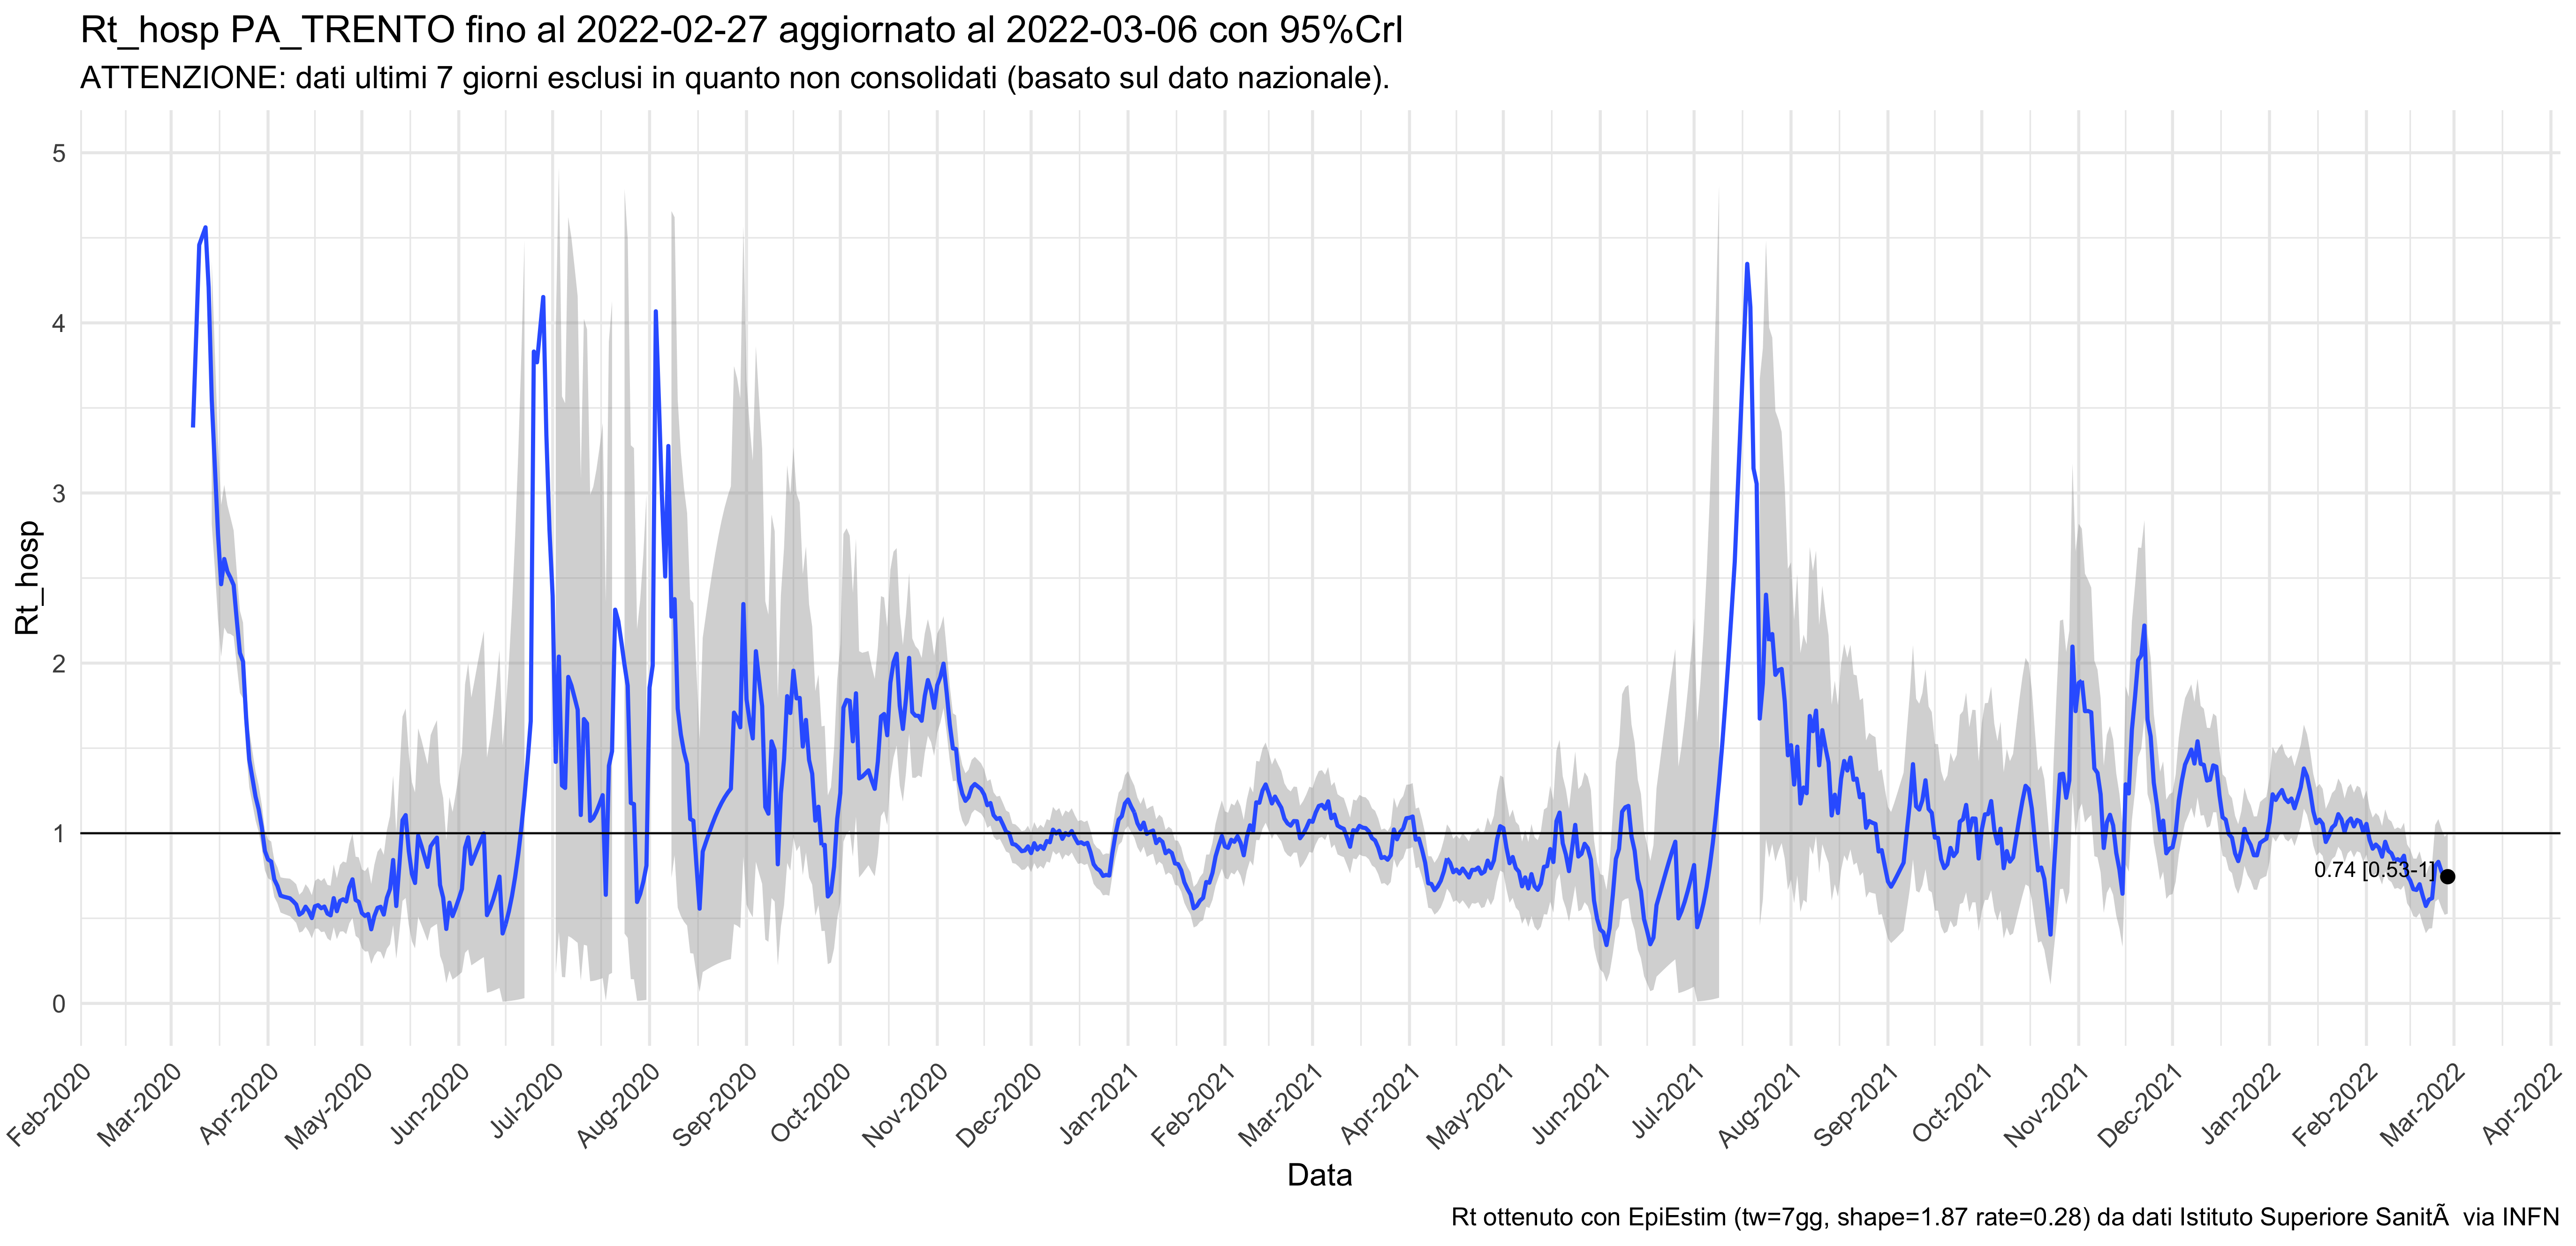 Rt_hosp PA_TRENTO fino al 2022-02-27 aggiornato al 2022-03-06 con 95%CrI
ATTENZIONE: dati ultimi 7 giorni esclusi in quanto non consolidati (basato sul dato nazionale).
Rt_hosp
5
4
3
2
1
0
0.74 [0.53-1]
Feb-2020
Mar-2020
Apr-2020
May-2020
Jun-2020
Jul-2020
Aug-2020
Sep-2020
Oct-2020
Nov-2020
Dec-2020
Jan-2021
Feb-2021
Mar-2021
Apr-2021
May-2021
Jun-2021
Jul-2021
Aug-2021
Sep-2021
Oct-2021
Nov-2021
Dec-2021
Jan-2022
Feb-2022
Mar-2022
Apr-2022
Data
Rt ottenuto con EpiEstim (tw=7gg, shape=1.87 rate=0.28) da dati Istituto Superiore SanitÃ  via INFN